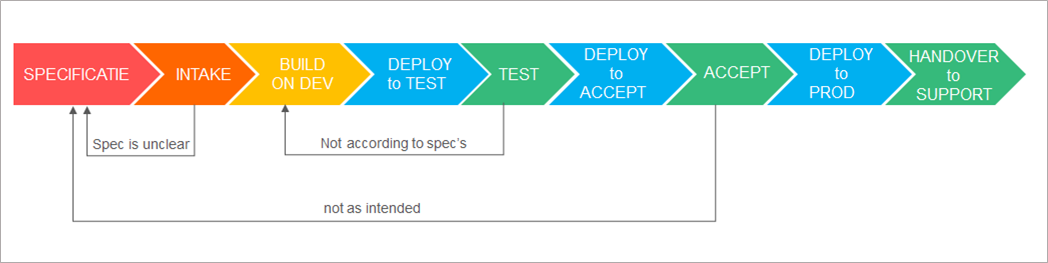 SPECIFICATIE
INTAKE
BUILD
ON DEV
DEPLOY
to TEST
TEST
DEPLOY
to
ACCEPT
ACCEPT
DEPLOY
to
PROD
HANDOVER
to
SUPPORT
Spec is unclear
Not according to spec’s
not as intended